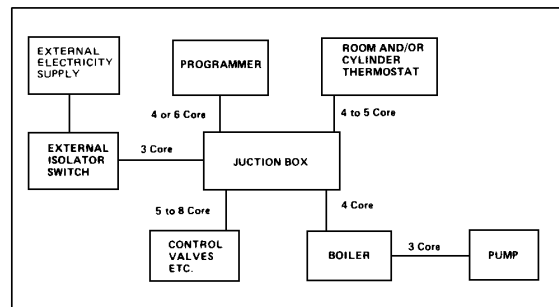 EXTERNAL
ELECTRICITY
SUPPLY
PROGRAMMER
ROOM AND/OR
CYLINDER
THERMOSTAT
4 or 6 Core
4 to 5 Core
EXTERNAL
ISOLATOR
SWITCH
3 Core
JUCTION BOX
5 to 8 Core
4 Core
CONTROL
VALVES
ETC.
BOILER
3 Core
PUMP